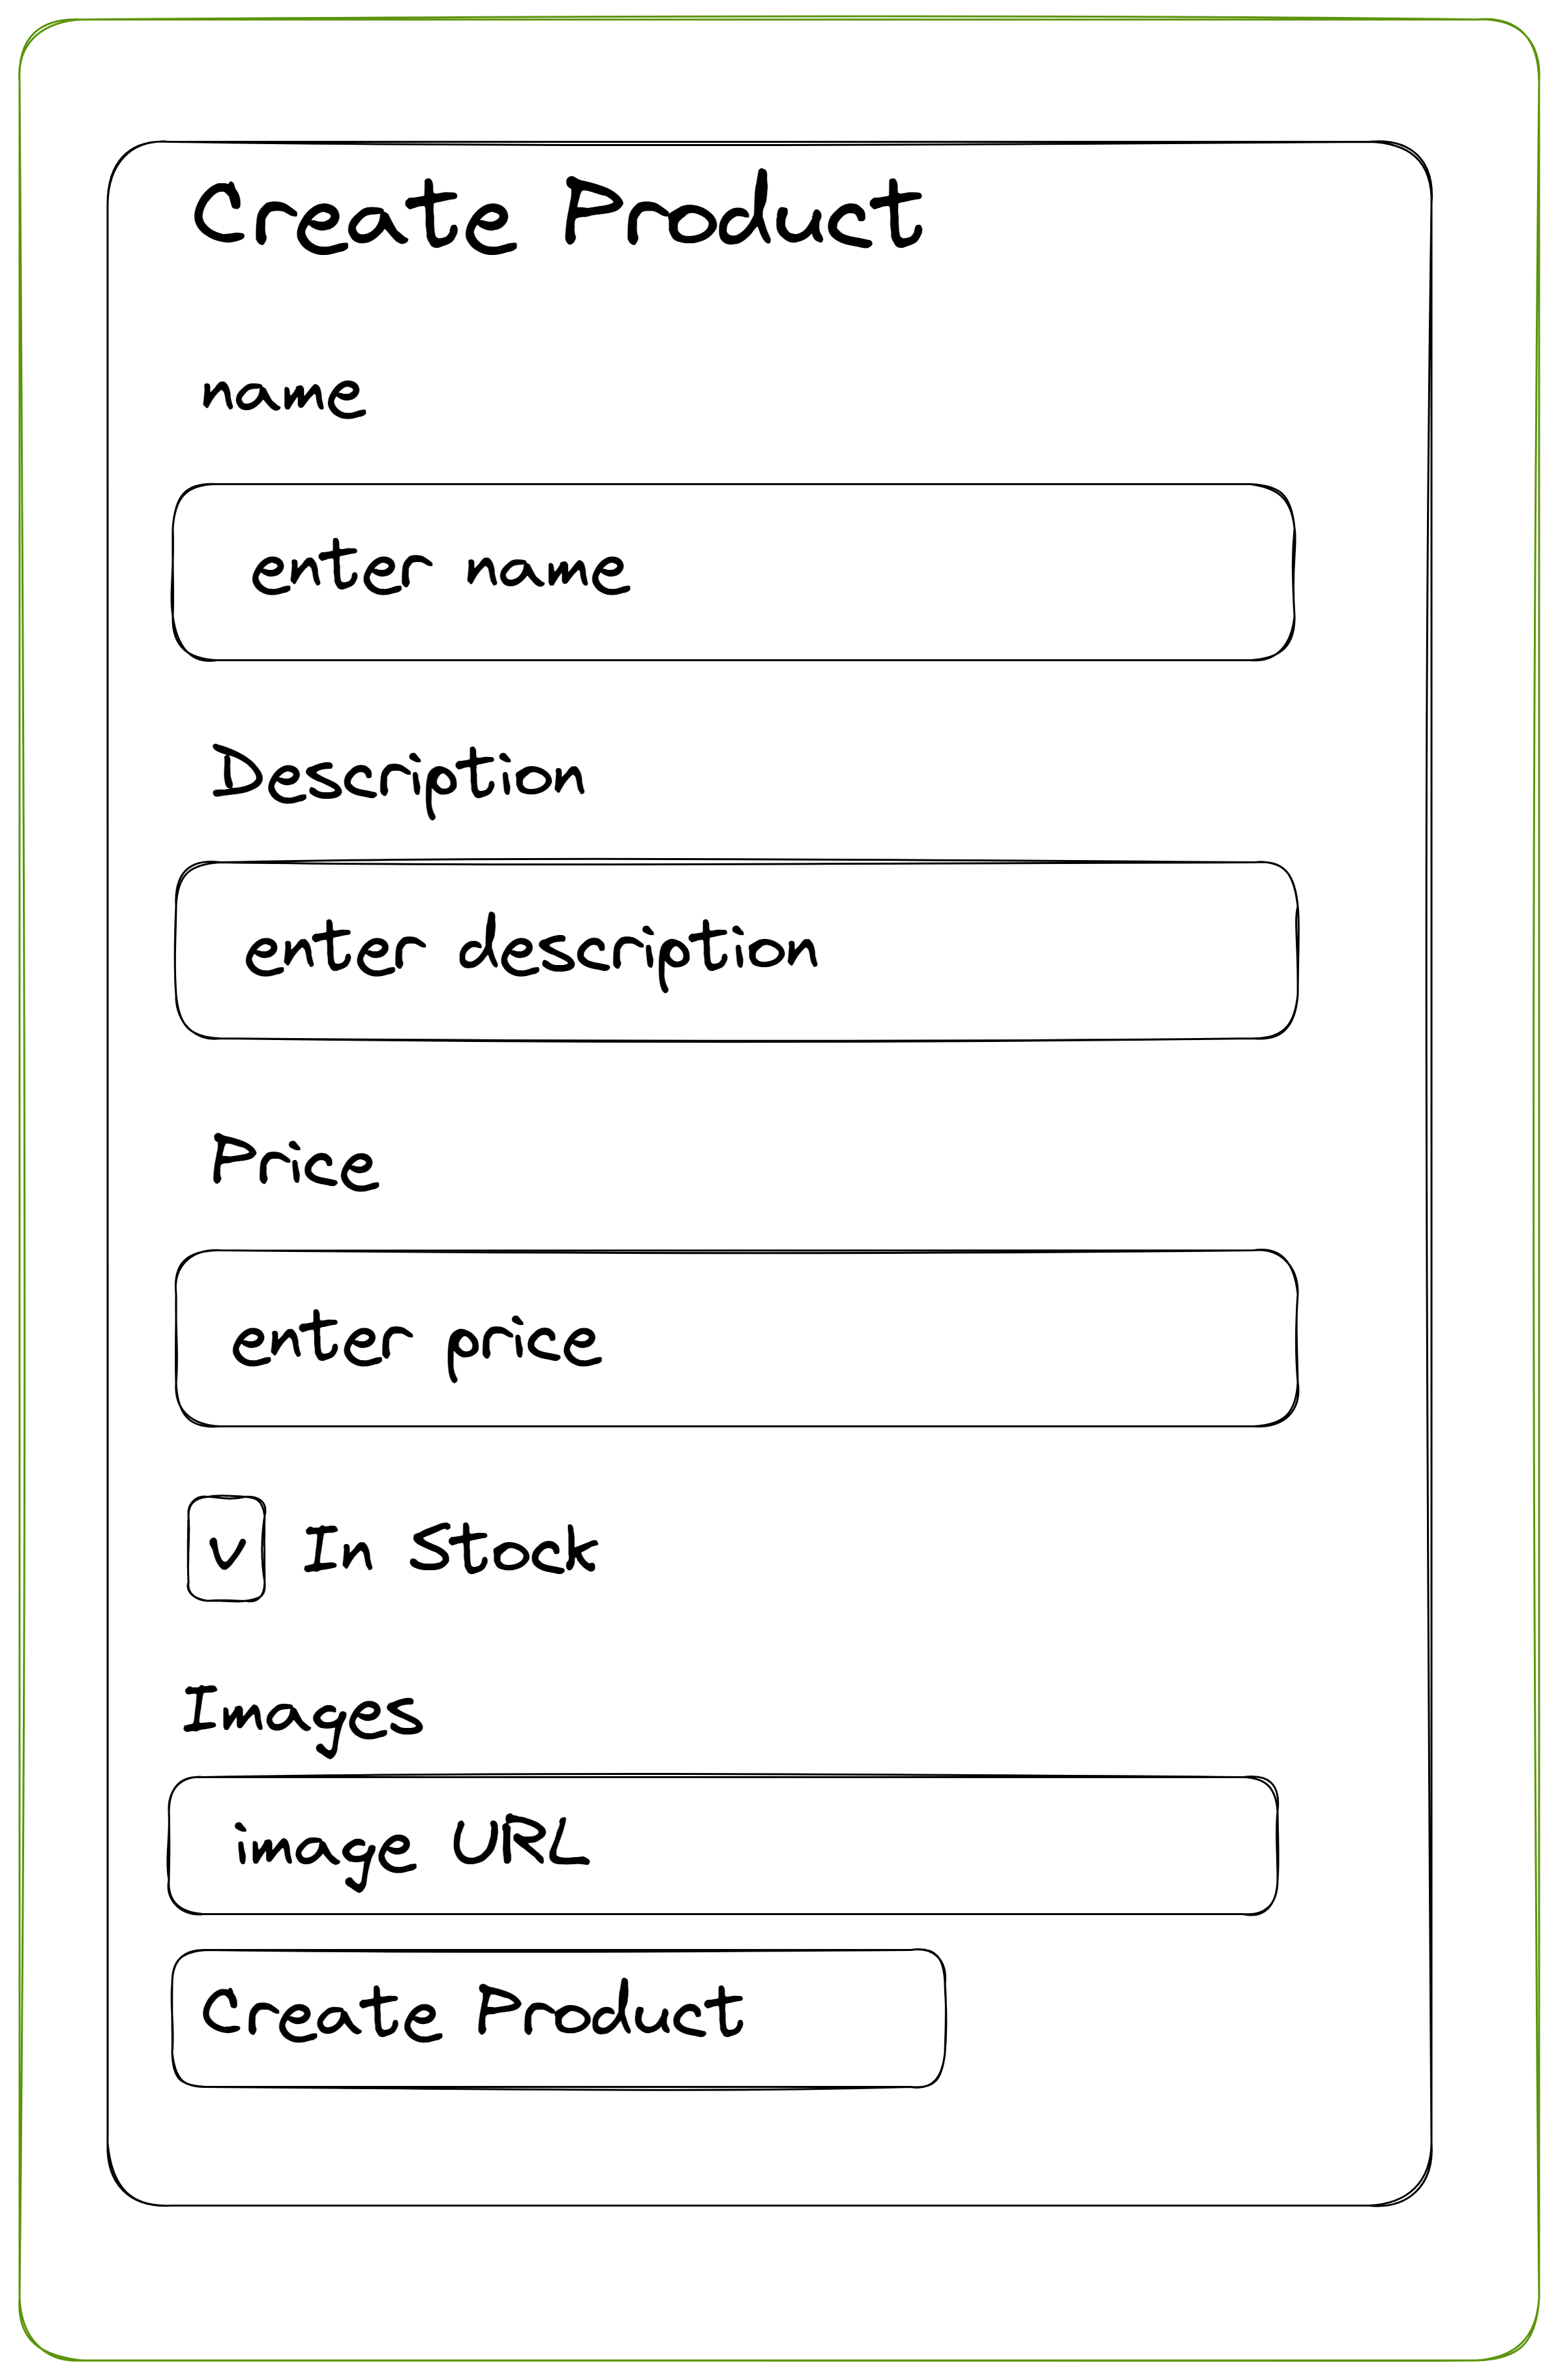 Create Product
name
enter name
Description
enter description
Price
enter price
v In Stock
Images
image URL
Create Product